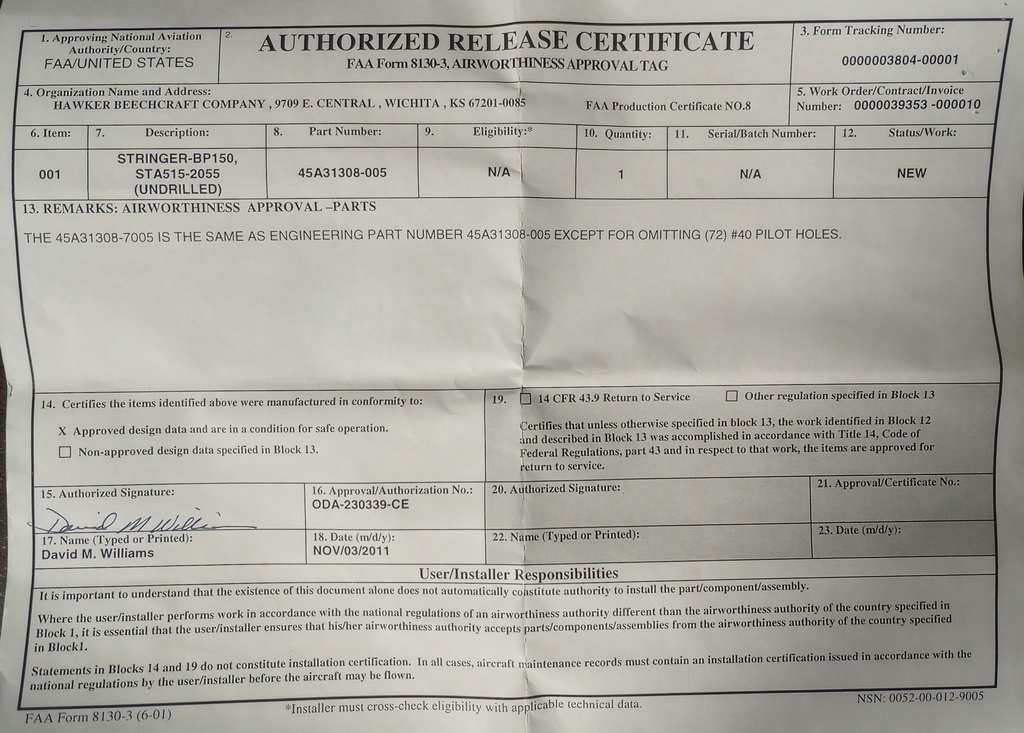 1. Approving National Aviation
Authority/Country:
FAA/UNITED STATES
2.
AUTHORIZED RELEASE CERTIFICATE
FAA Form 8130-3, AIRWORTHINESS APPROVAL TAG
3. Form Tracking Number:
0000003804-00001
4. Organization Name and Address:
HAWKER BEECHCRAFT COMPANY , 9709 E. CENTRAL , WICHITA , KS 67201-0085
FAA Production Certificate NO.8
5. Work Order/Contract/Invoice
Number: 0000039353 -000010
6. Item:
7. Description:
8. Part Number:
9. Eligibility:*
10. Quantity:
11. Serial/Batch Number:
12. Status/Work:
001
STRINGER-BP150,
STA515-2055
(UNDRILLED)
45A31308-005
N/A
1
N/A
NEW
13. REMARKS: AIRWORTHINESS APPROVAL –PARTS
THE 45A31308-7005 IS THE SAME AS ENGINEERING PART NUMBER 45A31308-005 EXCEPT FOR OMITTING (72) #40 PILOT HOLES.
14. Certifies the items identified above were manufactured in conformity to:
X Approved design data and are in a condition for safe operation.
Non-approved design data specified in Block 13.
19. 14 CFR 43.9 Return to Service
Other regulation specified in Block 13
Certifies that unless otherwise specified in block 13, the work identified in Block 12
and described in Block 13 was accomplished in accordance with Title 14, Code of
Federal Regulations, part 43 and in respect to that work, the items are approved for
return to service.
15. Authorized Signature:
David M Williams
16. Approval/Authorization No.:
ODA-230339-CE
20. Authorized Signature:
21. Approval/Certificate No.:
17. Name (Typed or Printed):
David M. Williams
18. Date (m/d/y):
NOV/03/2011
22. Name (Typed or Printed):
23. Date (m/d/y):
User/Installer Responsibilities
It is important to understand that the existence of this document alone does not automatically constitute authority to install the part/component/assembly.
Where the user/installer performs work in accordance with the national regulations of an airworthiness authority different than the airworthiness authority of the country specified in
Block 1, it is essential that the user/installer ensures that his/her airworthiness authority accepts parts/components/assemblies from the airworthiness authority of the country specified
in Block1.
Statements in Blocks 14 and 19 do not constitute installation certification. In all cases, aircraft maintenance records must contain an installation certification issued in accordance with the
national regulations by the user/installer before the aircraft may be flown.
FAA Form 8130-3 (6-01)
*Installer must cross-check eligibility with applicable technical data.
NSN: 0052-00-012-9005